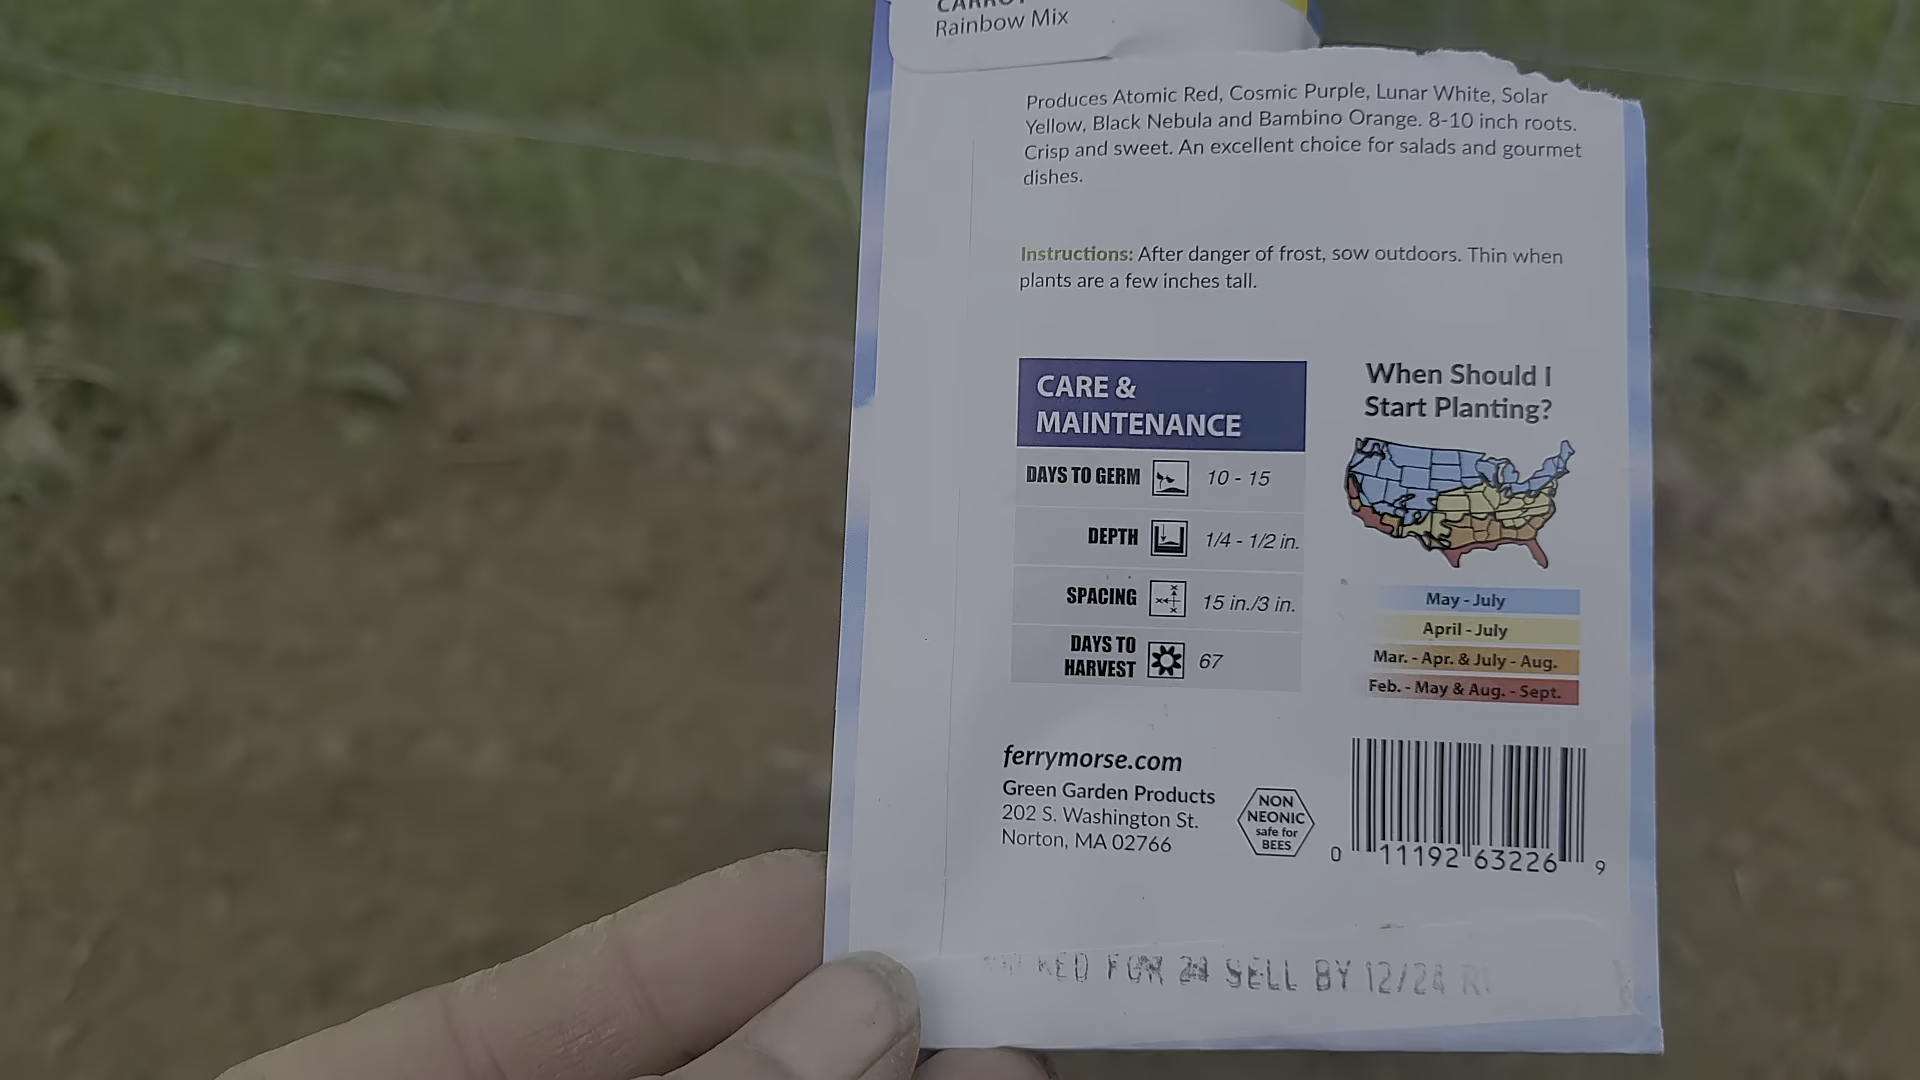 Rainbow Mix
Produces Atomic Red, Cosmic Purple, Lunar White, Solar
Yellow, Black Nebula and Bambino Orange. 8-10 inch roots.
Crisp and sweet. An excellent choice for salads and gourmet
dishes.
Instructions: After danger of frost, sow outdoors. Thin when
plants are a few inches tall.
CARE &
MAINTENANCE
DAYS TO GERM 10 - 15
DEPTH 1/4 - 1/2 in.
SPACING 15 in./3 in.
DAYS TO
HARVEST 67
When Should I
Start Planting?
May - July
April - July
Mar. - Apr. & July - Aug.
Feb. - May & Aug. - Sept.
ferrymorse.com
Green Garden Products
202 S. Washington St.
Norton, MA 02766
NON
NEONIC
safe for
BEES
0 11192 63226 9
FOR 24 SELL BY 12/24